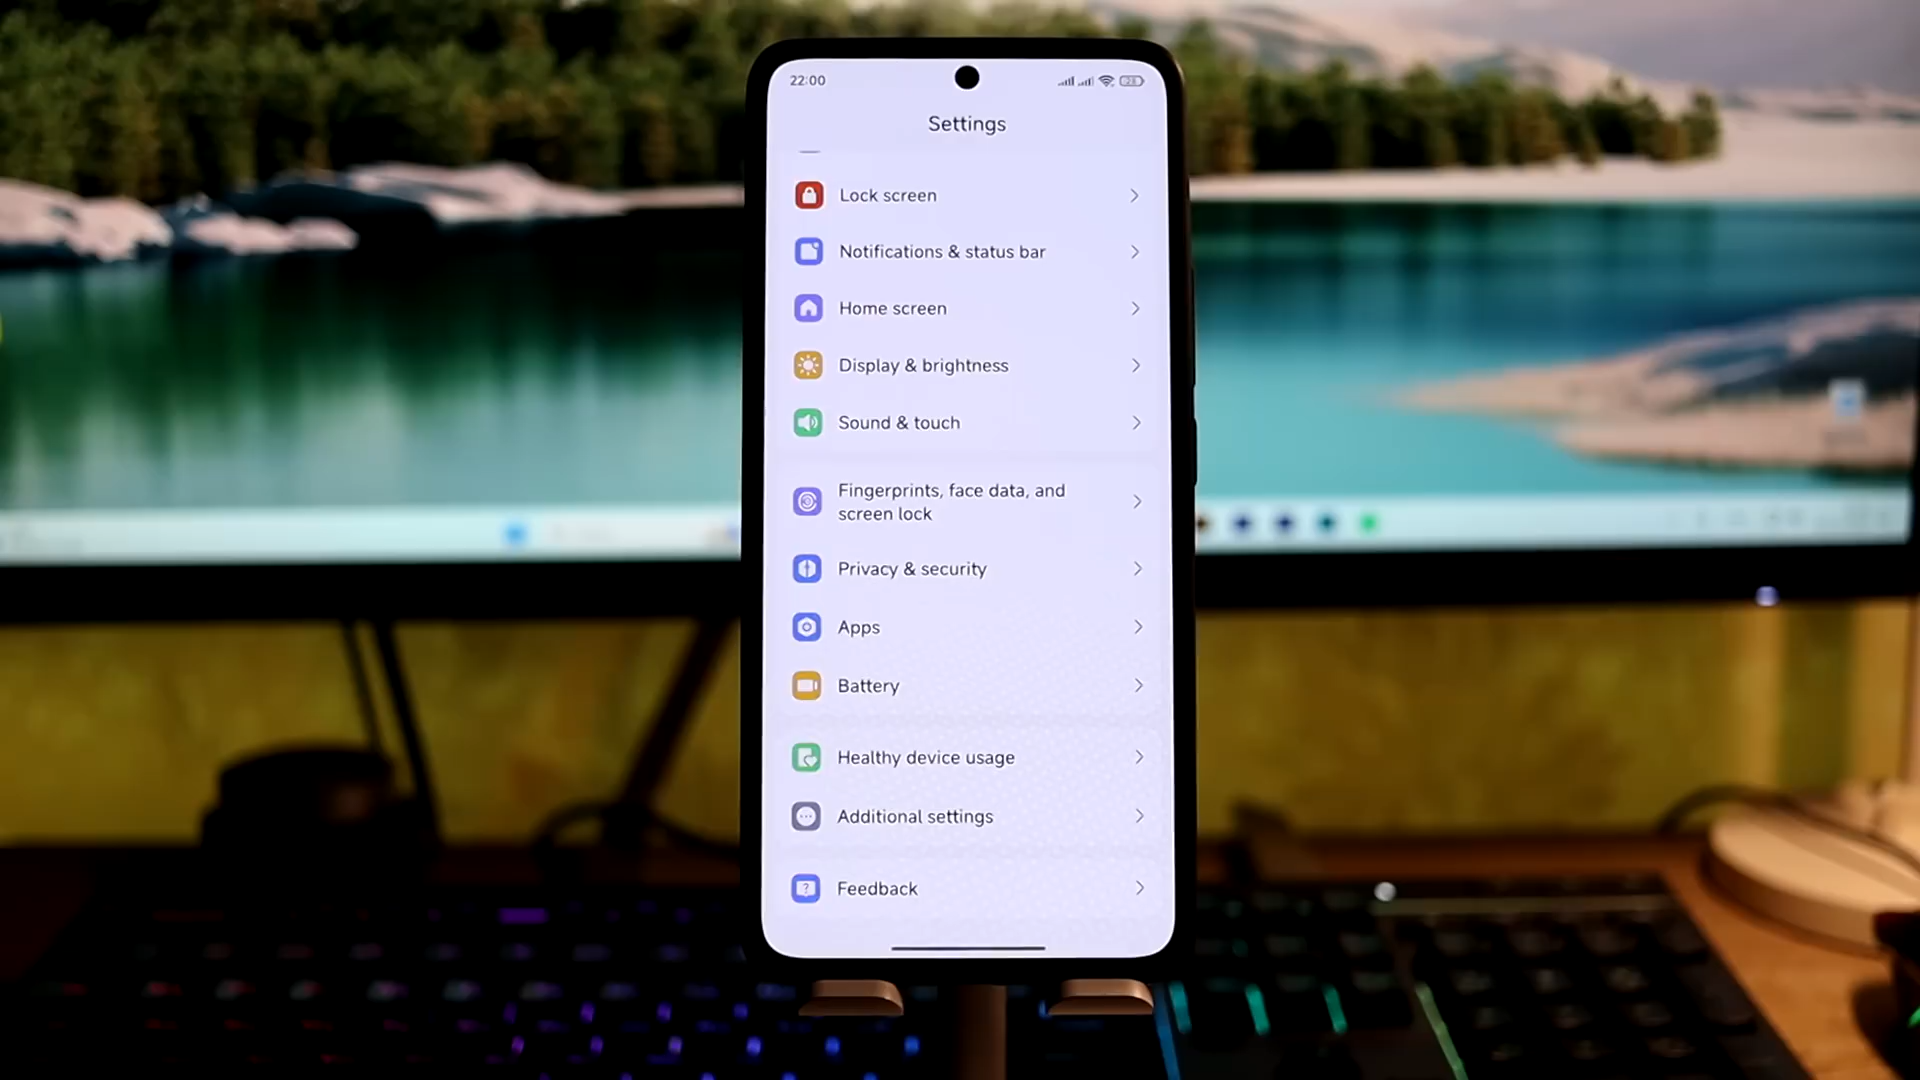 22:00
Settings
Lock screen
Notifications & status bar
Home screen
Display & brightness
Sound & touch
Fingerprints, face data, and
screen lock
Privacy & security
Apps
Battery
Healthy device usage
Additional settings
Feedback